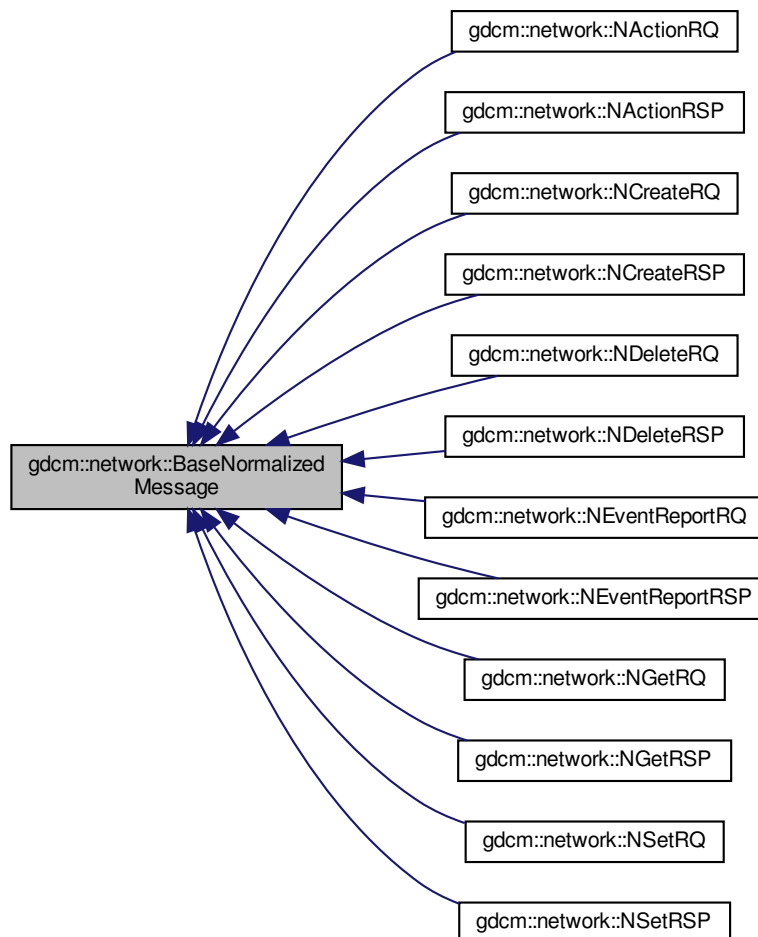 gdcm::network::NActionRQ
gdcm::network::NActionRSP
gdcm::network::NCreateRQ
gdcm::network::NCreateRSP
gdcm::network::NDeleteRQ
gdcm::network::BaseNormalized
Message
gdcm::network::NDeleteRSP
gdcm::network::NEventReportRQ
gdcm::network::NEventReportRSP
gdcm::network::NGetRQ
gdcm::network::NGetRSP
gdcm::network::NSetRQ
gdcm::network::NSetRSP